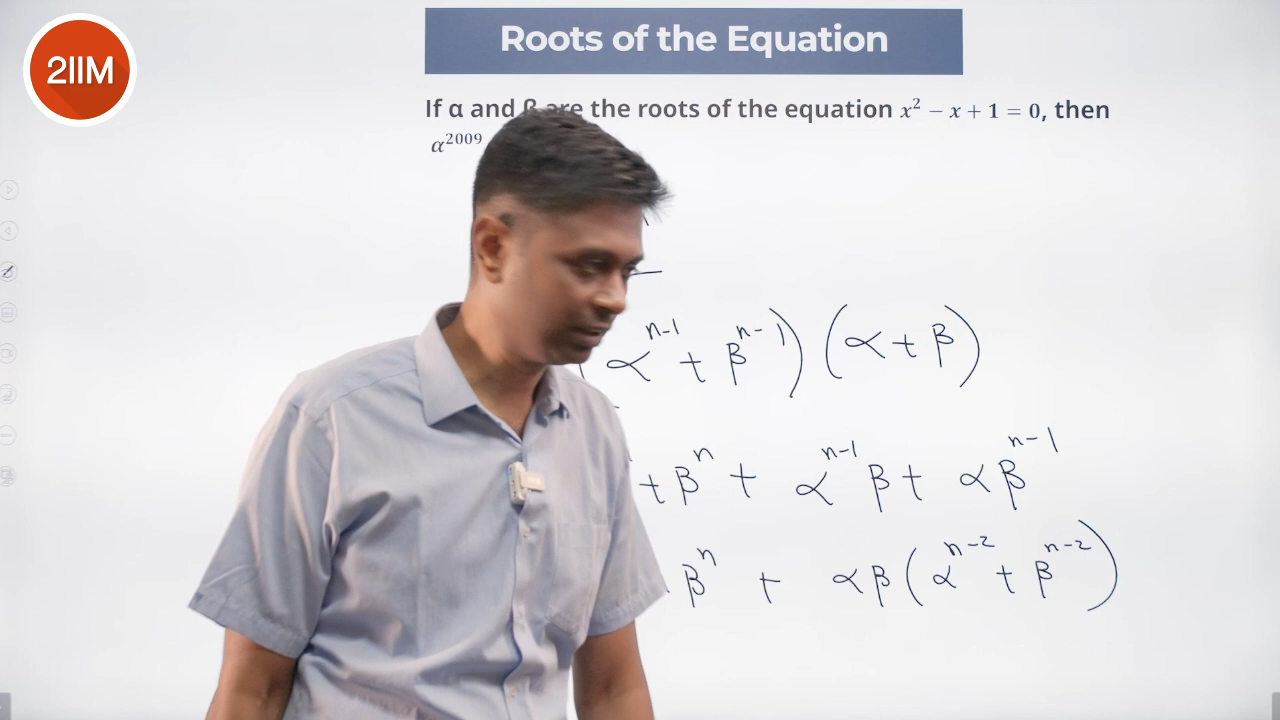 2IIM
Roots of the Equation
If α and β are the roots of the equation x² − x + 1 = 0, then
α²⁰⁰⁹
αⁿ⁻¹ + βⁿ⁻¹) (α + β)
+ βⁿ + αⁿ⁻¹β + αβⁿ⁻¹
βⁿ + αβ(αⁿ⁻² + βⁿ⁻²)